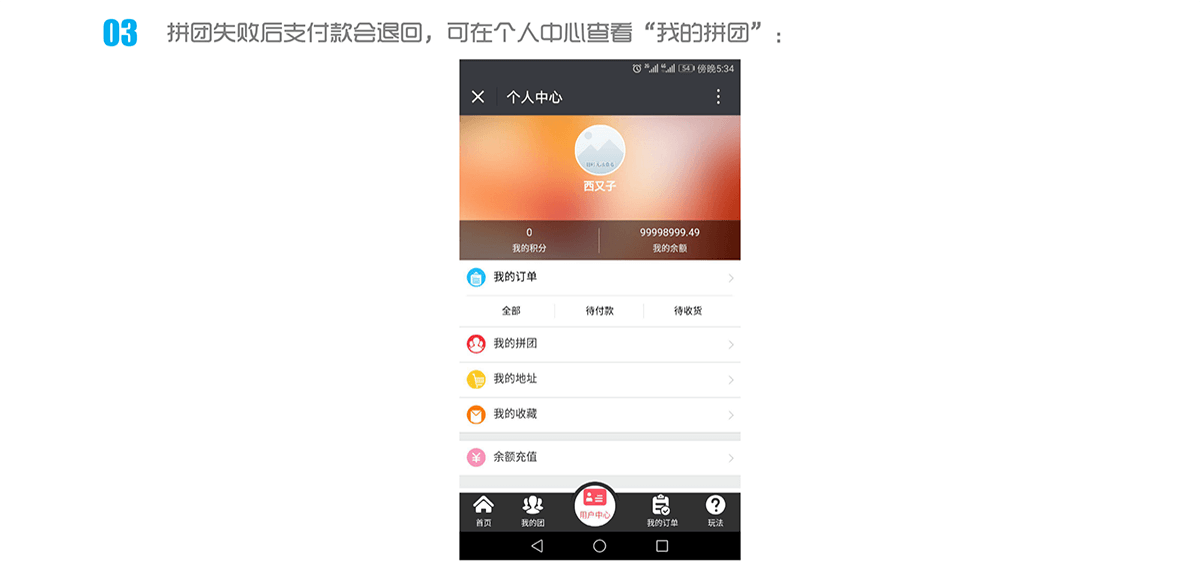 03 拼团失败后支付款会退回，可在个人中心查看“我的拼团”：
54 傍晚5:34
个人中心
西又子
0 99998999.49
我的积分 我的余额
我的订单
全部 待付款 待收货
我的拼团
我的地址
我的收藏
余额充值
首页 我的团 用户中心 我的订单 玩法